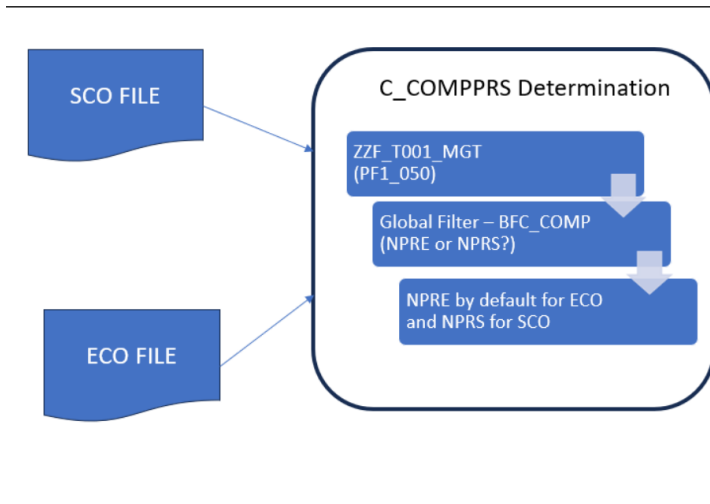 SCO FILE
C_COMPPRS Determination
ZZF_T001_MGT
(PF1_050)
Global Filter – BFC_COMP
(NPRE or NPRS?)
NPRE by default for ECO
and NPRS for SCO
ECO FILE